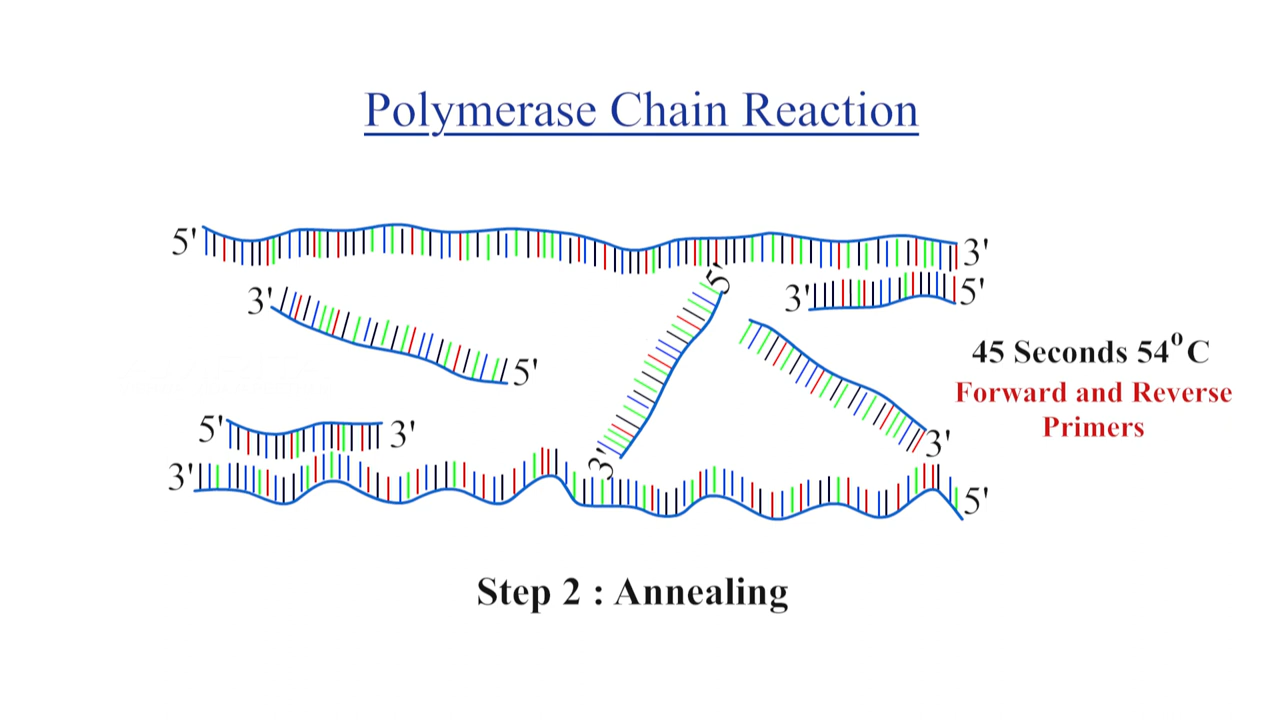 Polymerase Chain Reaction
5' 3'
3' 5'
3' 5'
5'
3'
3'
45 Seconds 54°C
Forward and Reverse
Primers
5' 3'
3' 5'
Step 2 : Annealing